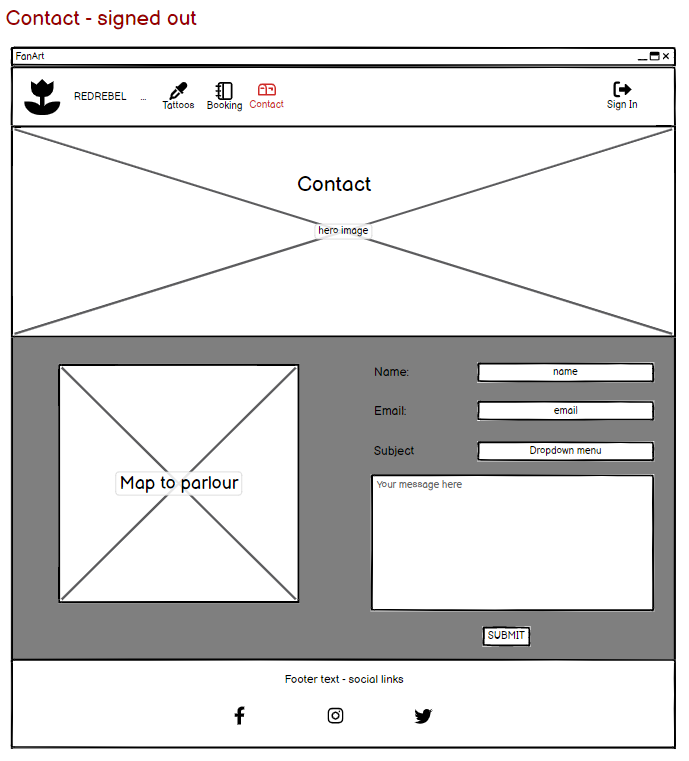 Contact - signed out
FanArt
REDREBEL ... Tattoos Booking Contact Sign In
Contact
hero image
Map to parlour
Name: name
Email: email
Subject Dropdown menu
Your message here
SUBMIT
Footer text - social links